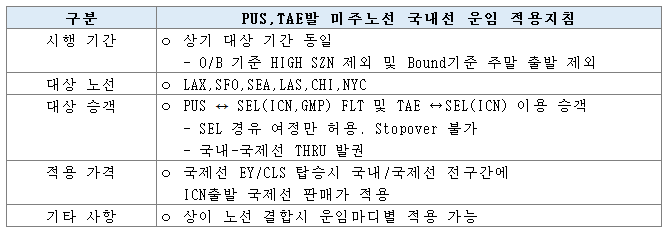 구분 PUS,TAE발 미주노선 국내선 운임 적용지침
시행 기간 ○ 상기 대상 기간 동일
- O/B 기준 HIGH SZN 제외 및 Bound기준 주말 출발 제외
대상 노선 ○ LAX,SFO,SEA,LAS,CHI,NYC
대상 승객 ○ PUS ↔ SEL(ICN,GMP) FLT 및 TAE ↔SEL(ICN) 이용 승객
- SEL 경유 여정만 허용. Stopover 불가
- 국내-국제선 THRU 발권
적용 가격 ○ 국제선 EY/CLS 탑승시 국내/국제선 전구간에
ICN출발 국제선 판매가 적용
기타 사항 ○ 상이 노선 결합시 운임마디별 적용 가능